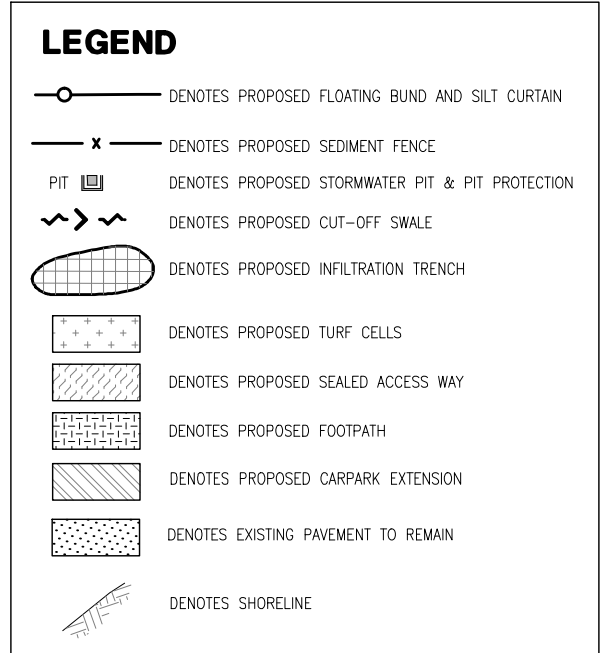 LEGEND
DENOTES PROPOSED FLOATING BUND AND SILT CURTAIN
x DENOTES PROPOSED SEDIMENT FENCE
PIT DENOTES PROPOSED STORMWATER PIT & PIT PROTECTION
DENOTES PROPOSED CUT-OFF SWALE
DENOTES PROPOSED INFILTRATION TRENCH
DENOTES PROPOSED TURF CELLS
DENOTES PROPOSED SEALED ACCESS WAY
DENOTES PROPOSED FOOTPATH
DENOTES PROPOSED CARPARK EXTENSION
DENOTES EXISTING PAVEMENT TO REMAIN
DENOTES SHORELINE